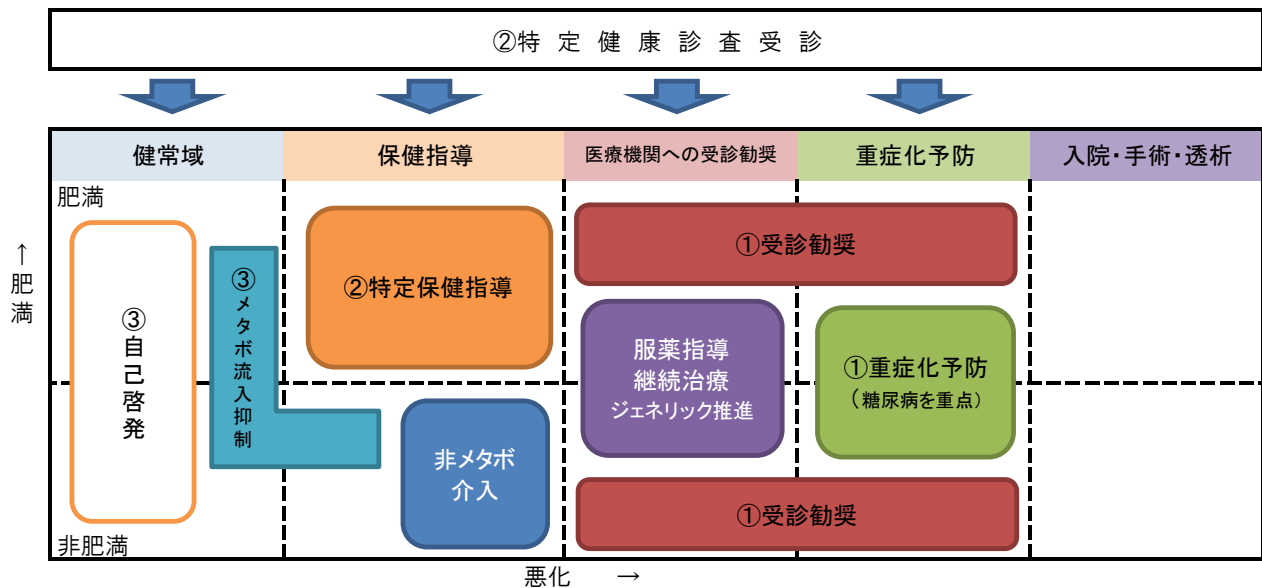 ②特定健康診査受診
健常域
保健指導
医療機関への受診勧奨
重症化予防
入院・手術・透析
肥満
↑
肥
満
③
自
己
啓
発
③
メ
タ
ボ
流
入
抑
制
②特定保健指導
①受診勧奨
服薬指導
継続治療
ジェネリック推進
①重症化予防
（糖尿病を重点）
非メタボ
介入
①受診勧奨
非肥満
悪化 →